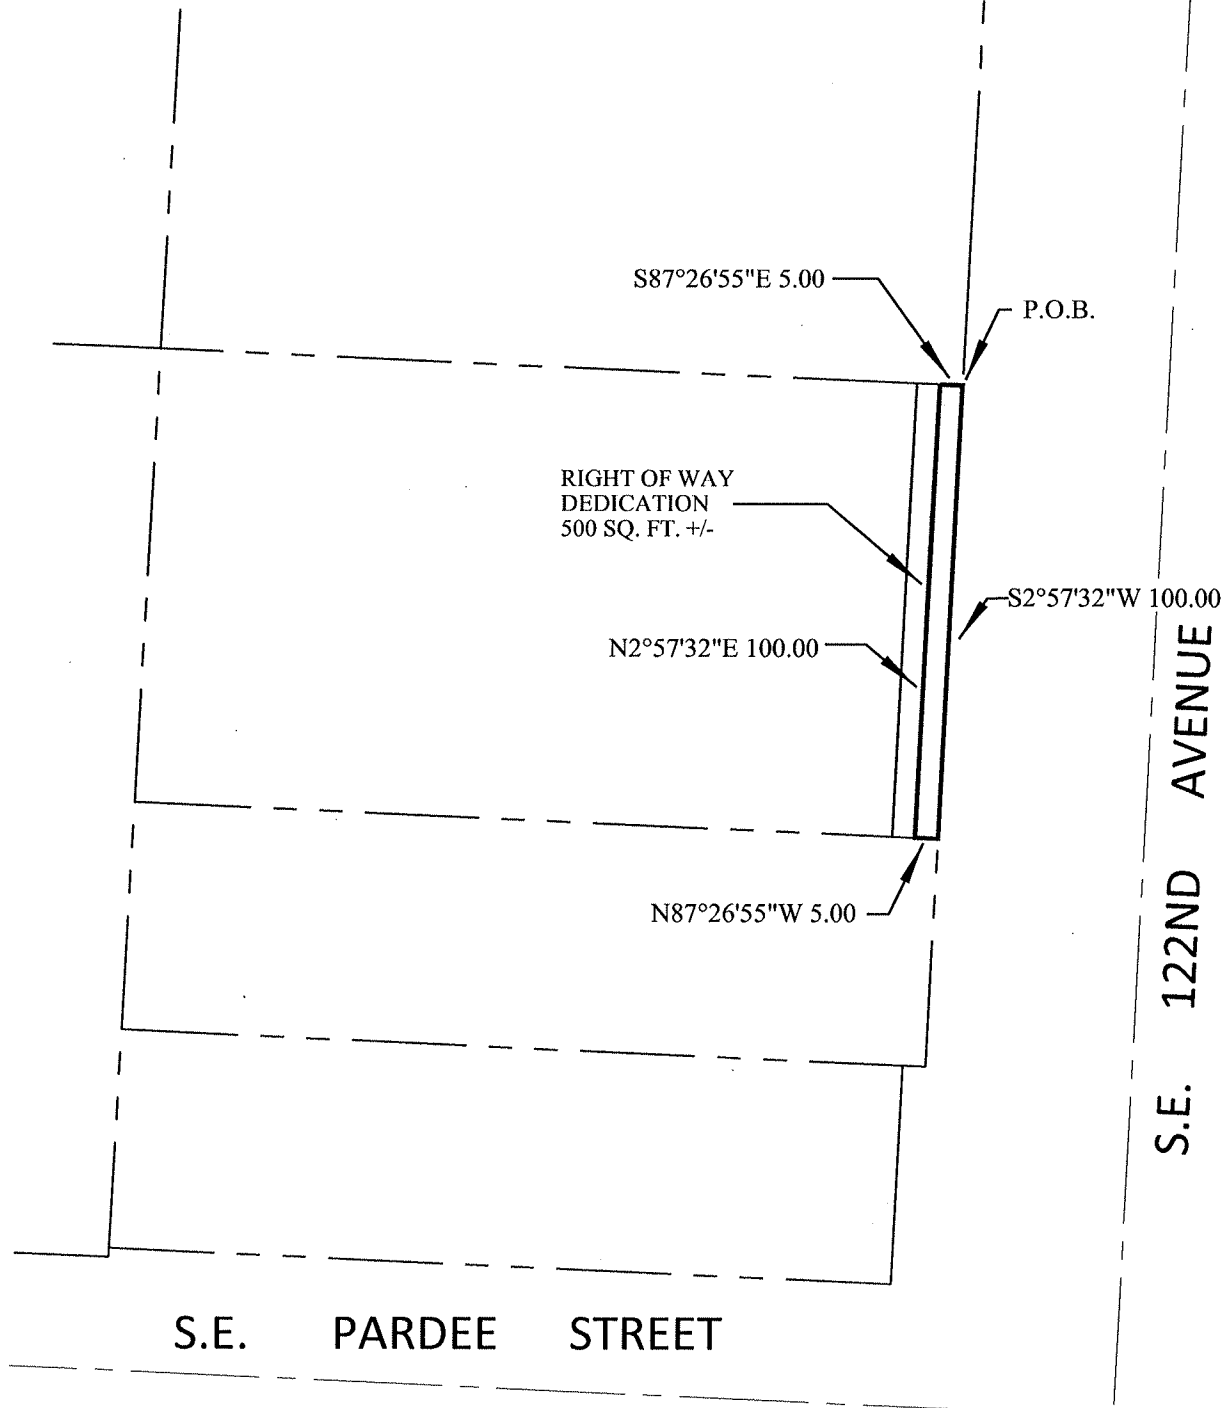 S87°26'55"E 5.00
P.O.B.
RIGHT OF WAY
DEDICATION
500 SQ. FT. +/-
S2°57'32"W 100.00
N2°57'32"E 100.00
N87°26'55"W 5.00
S.E. 122ND AVENUE
S.E. PARDEE STREET